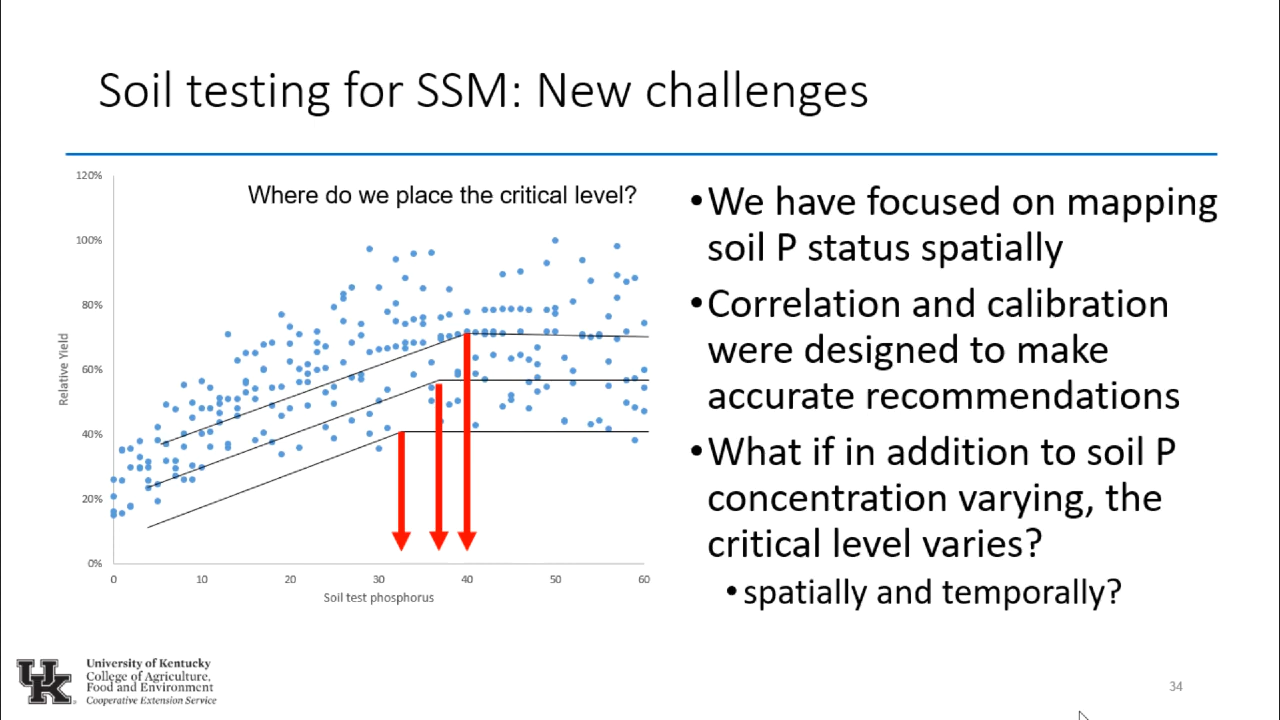 Soil testing for SSM: New challenges
Where do we place the critical level?
120%
100%
80%
60%
40%
20%
0%
Relative Yield
0 10 20 30 40 50 60
Soil test phosphorus
•We have focused on mapping
soil P status spatially
•Correlation and calibration
were designed to make
accurate recommendations
•What if in addition to soil P
concentration varying, the
critical level varies?
•spatially and temporally?
UK
University of Kentucky
College of Agriculture,
Food and Environment
Cooperative Extension Service
34